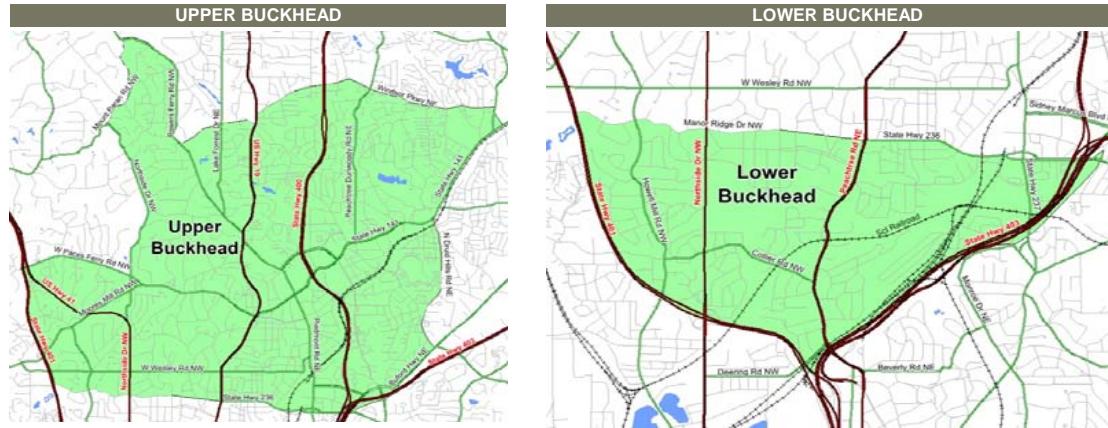 UPPER BUCKHEAD
Mount Paran Rd NW
Powers Ferry Rd NW
Lake Forrest Dr NE
US Hwy 19
State Hwy 400
Peachtree Dunwoody Rd NE
Windsor Pkwy NE
State Hwy 141
Northside Dr NW
Upper
Buckhead
State Hwy 141
N Druid Hills Rd NE
W Paces Ferry Rd NW
US Hwy 41
Moores Mill Rd NW
State Hwy 401
Northside Dr NW
W Wesley Rd NW
Piedmont Rd NE
Buford Hwy NE
State Hwy 403
State Hwy 236
LOWER BUCKHEAD
W Wesley Rd NW
Sidney Marcus Blvd
Manor Ridge Dr NW
State Hwy 236
Northside Dr NW
Peachtree Rd NE
Lower
Buckhead
State Hwy 401
Howell Mill Rd NW
State Hwy 237
Scl Railroad
State Hwy 403
Collier Rd NW
Monroe Dr NE
Deering Rd NW
Beverly Rd NE